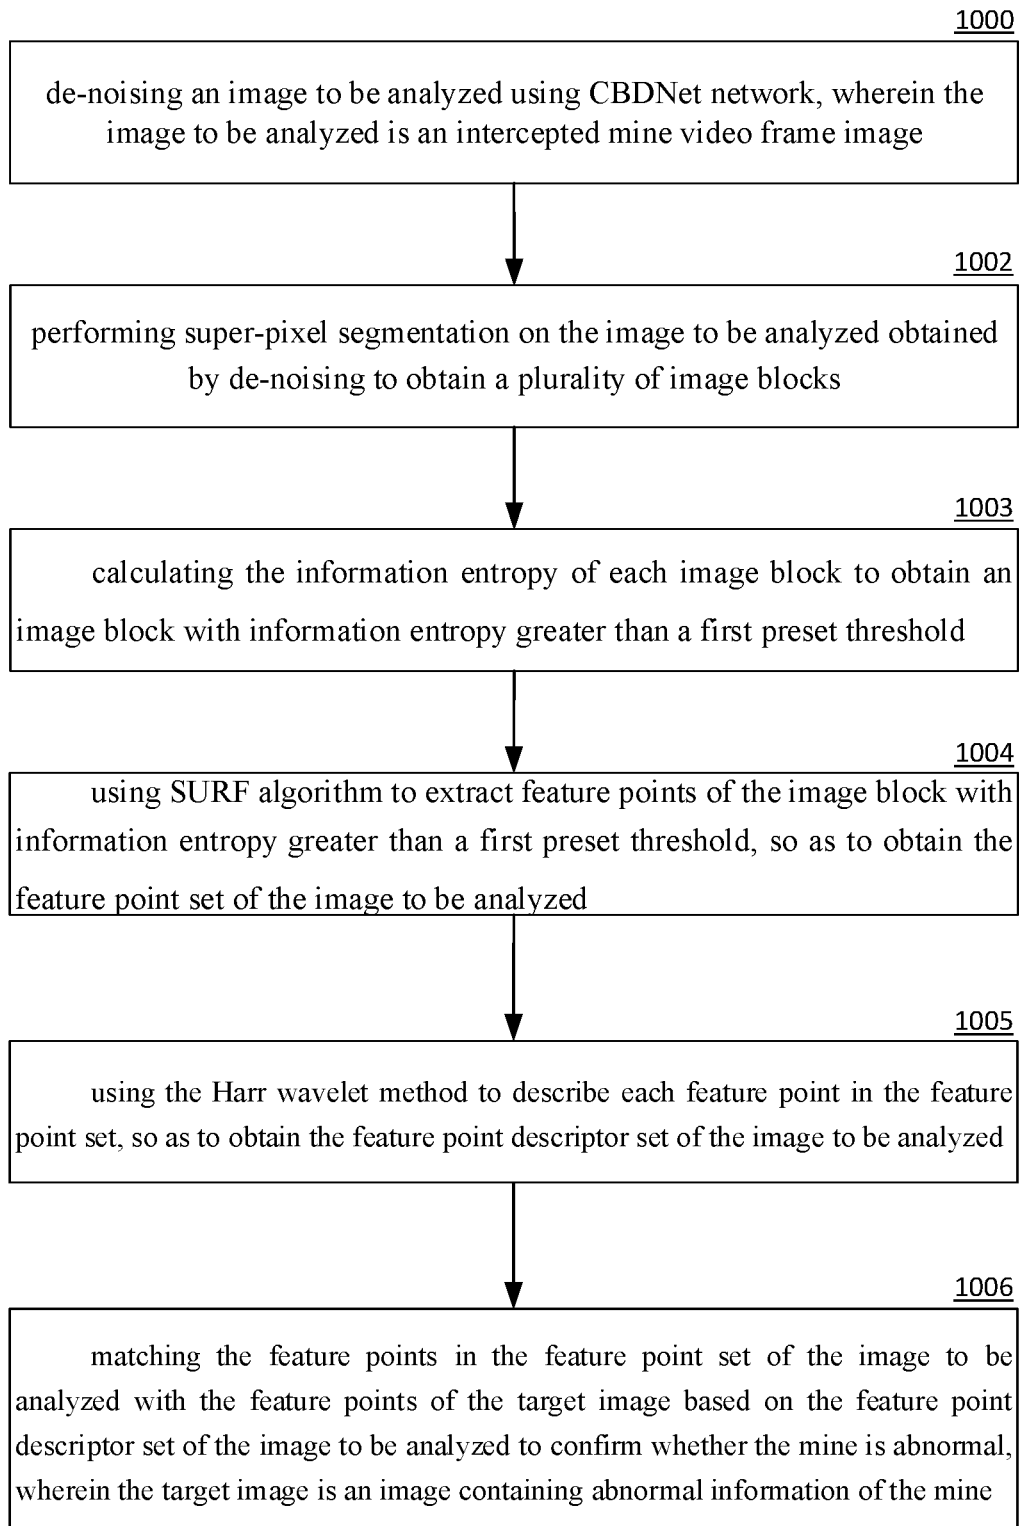 1000
de-noising an image to be analyzed using CBDNet network, wherein the
image to be analyzed is an intercepted mine video frame image
1002
performing super-pixel segmentation on the image to be analyzed obtained
by de-noising to obtain a plurality of image blocks
1003
calculating the information entropy of each image block to obtain an
image block with information entropy greater than a first preset threshold
1004
using SURF algorithm to extract feature points of the image block with
information entropy greater than a first preset threshold, so as to obtain the
feature point set of the image to be analyzed
1005
using the Harr wavelet method to describe each feature point in the feature
point set, so as to obtain the feature point descriptor set of the image to be analyzed
1006
matching the feature points in the feature point set of the image to be
analyzed with the feature points of the target image based on the feature point
descriptor set of the image to be analyzed to confirm whether the mine is abnormal,
wherein the target image is an image containing abnormal information of the mine